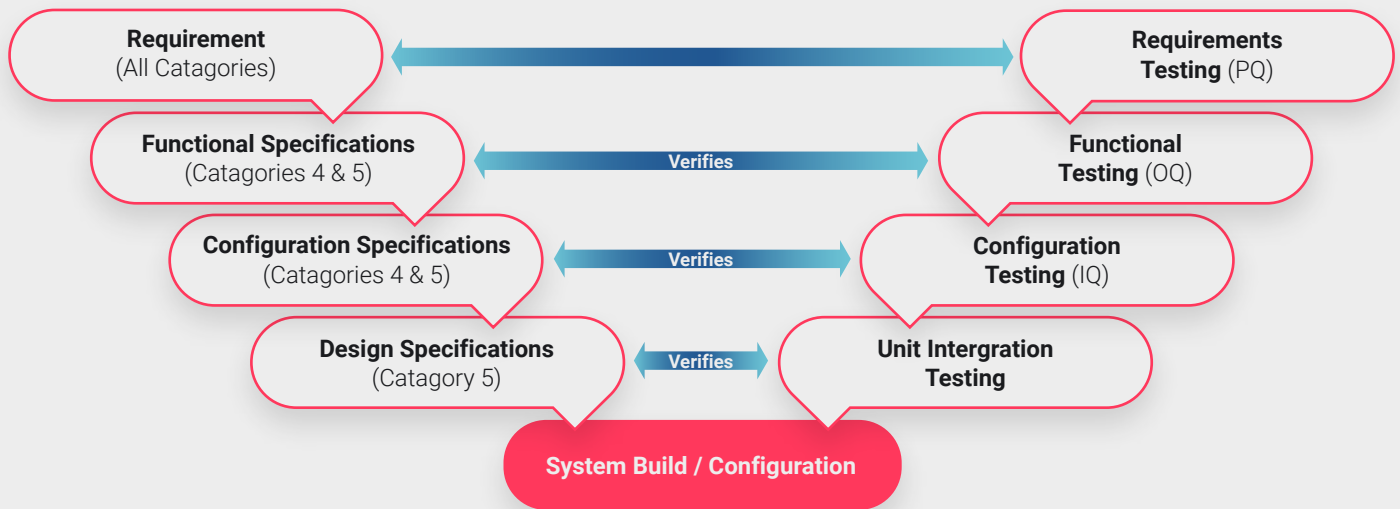 Requirement
(All Catagories)
Requirements
Testing (PQ)
Functional Specifications
(Catagories 4 & 5)
Verifies
Functional
Testing (OQ)
Configuration Specifications
(Catagories 4 & 5)
Verifies
Configuration
Testing (IQ)
Design Specifications
(Catagory 5)
Verifies
Unit Intergration
Testing
System Build / Configuration